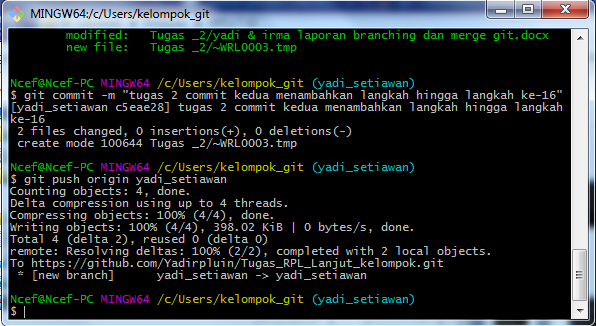 MINGW64:/c/Users/kelompok_git
modified:   Tugas _2/yadi & irma laporan branching dan merge git.docx
new file:   Tugas _2/~WRL0003.tmp
Ncef@Ncef-PC MINGW64 /c/Users/kelompok_git (yadi_setiawan)
$ git commit -m "tugas 2 commit kedua menambahkan langkah hingga langkah ke-16"
[yadi_setiawan c5eae28] tugas 2 commit kedua menambahkan langkah hingga langkah
ke-16
2 files changed, 0 insertions(+), 0 deletions(-)
create mode 100644 Tugas _2/~WRL0003.tmp
Ncef@Ncef-PC MINGW64 /c/Users/kelompok_git (yadi_setiawan)
$ git push origin yadi_setiawan
Counting objects: 4, done.
Delta compression using up to 4 threads.
Compressing objects: 100% (4/4), done.
Writing objects: 100% (4/4), 398.02 KiB | 0 bytes/s, done.
Total 4 (delta 2), reused 0 (delta 0)
remote: Resolving deltas: 100% (2/2), completed with 2 local objects.
To https://github.com/Yadirpluin/Tugas_RPL_Lanjut_kelompok.git
* [new branch]      yadi_setiawan -> yadi_setiawan
Ncef@Ncef-PC MINGW64 /c/Users/kelompok_git (yadi_setiawan)
$